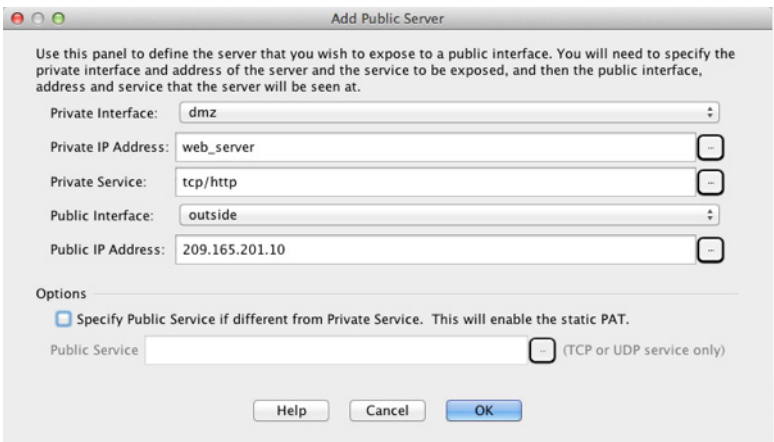 Add Public Server
Use this panel to define the server that you wish to expose to a public interface. You will need to specify the
private interface and address of the server and the service to be exposed, and then the public interface,
address and service that the server will be seen at.
Private Interface: dmz
Private IP Address: web_server ...
Private Service: tcp/http ...
Public Interface: outside
Public IP Address: 209.165.201.10 ...
Options
Specify Public Service if different from Private Service. This will enable the static PAT.
Public Service ... (TCP or UDP service only)
Help Cancel OK